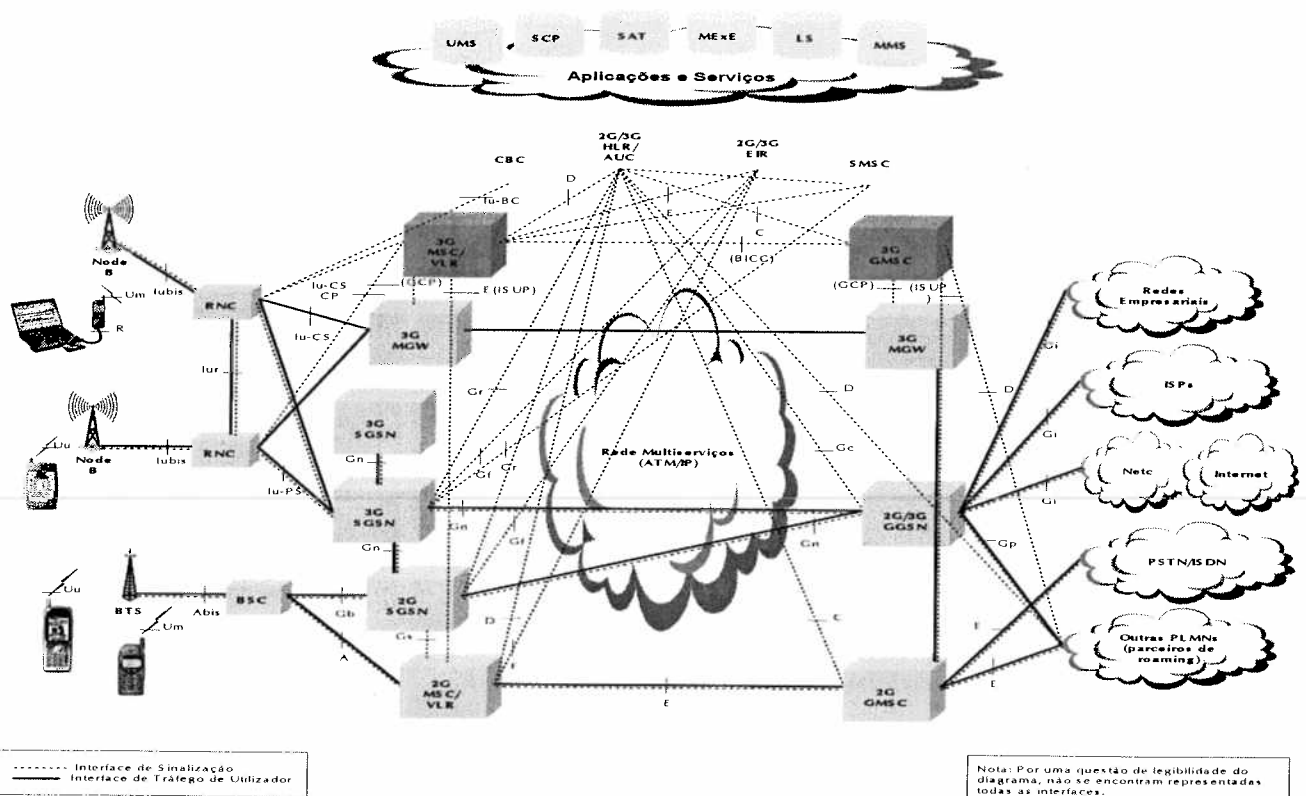 UMS
SCP
SAT
MExE
LS
MMS
Aplicações e Serviços
CBC
2G/3G
HLR/
AUC
2G/3G
EIR
SMSC
D
E
C
Iu-BC
3G
MSC/
VLR
(BICC)
3G
GMSC
Node
B
Iubis
RNC
Um
R
Iu-CS
CP
(GCP)
E (ISUP)
(GCP)
(ISUP
)
Iu-CS
3G
MGW
3G
MGW
Redes
Empresariais
Gi
Iur
Gr
D
D
ISPs
Gi
Uu
Node
B
Iubis
RNC
3G
SGSN
Gn
Gf
Gr
Rede Multiserviços
(ATM/IP)
Gc
Netc
Internet
Gi
Iu-PS
3G
SGSN
Gn
Gn
Gf
Gn
2G/3G
GGSN
Gp
PSTN/ISDN
Uu
BTS
Um
Abis
BSC
Gb
2G
SGSN
Gs
A
D
F
C
E
Outras PLMNs
(parceiros de
roaming)
2G
MSC/
VLR
E
2G
GMSC
E
Interface de Sinalização
Interface de Tráfego de Utilizador
Nota: Por uma questão de legibilidade do
diagrama, não se encontram representadas
todas as interfaces.